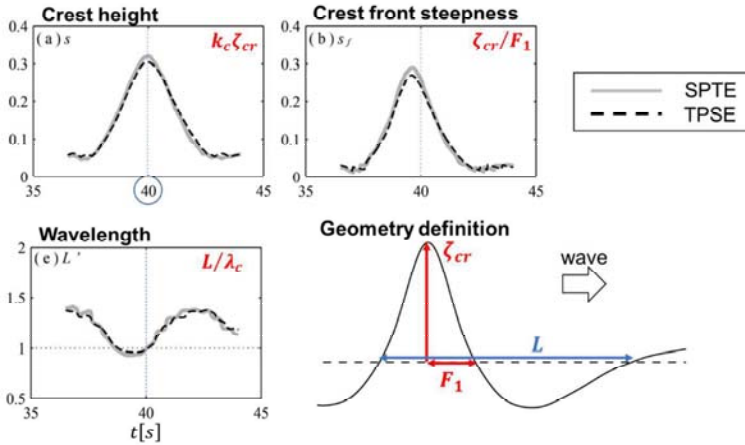 Crest height
(a) s
k_c ζ_cr
0.4
0.3
0.2
0.1
0
35
40
45
Crest front steepness
(b) s_f
ζ_cr/F_1
0.4
0.3
0.2
0.1
0
35
40
45
SPTE
TPSE
Wavelength
(e) L'
L/λ_c
2
1.5
1
0.5
35
40
45
t[s]
Geometry definition
ζ_cr
wave
L
F_1